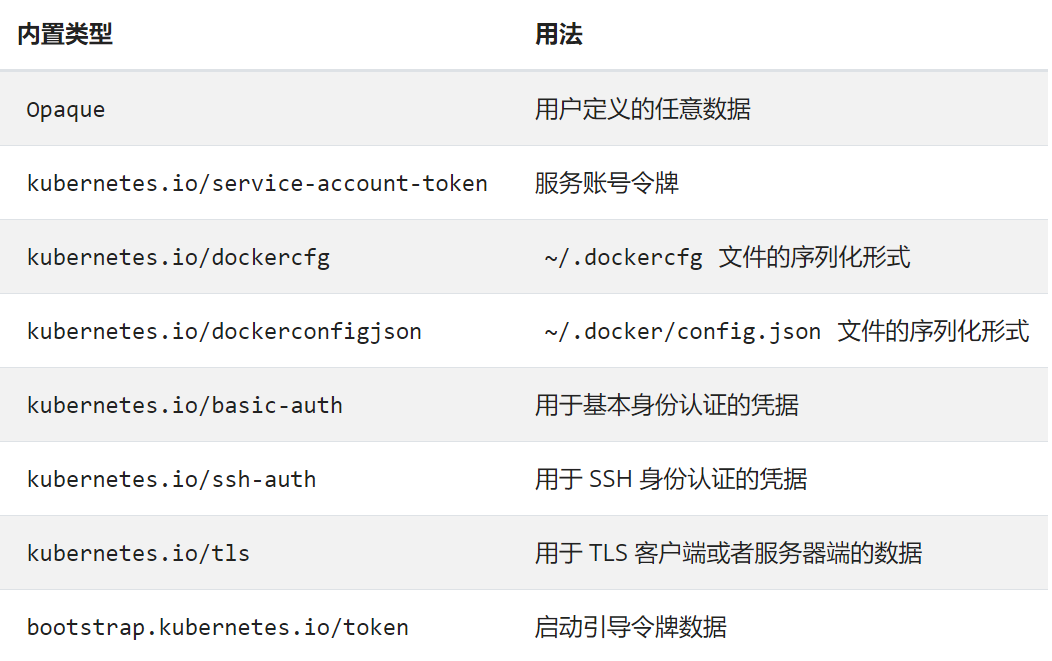 内置类型 用法
Opaque 用户定义的任意数据
kubernetes.io/service-account-token 服务账号令牌
kubernetes.io/dockercfg ~/.dockercfg 文件的序列化形式
kubernetes.io/dockerconfigjson ~/.docker/config.json 文件的序列化形式
kubernetes.io/basic-auth 用于基本身份认证的凭据
kubernetes.io/ssh-auth 用于 SSH 身份认证的凭据
kubernetes.io/tls 用于 TLS 客户端或者服务器端的数据
bootstrap.kubernetes.io/token 启动引导令牌数据